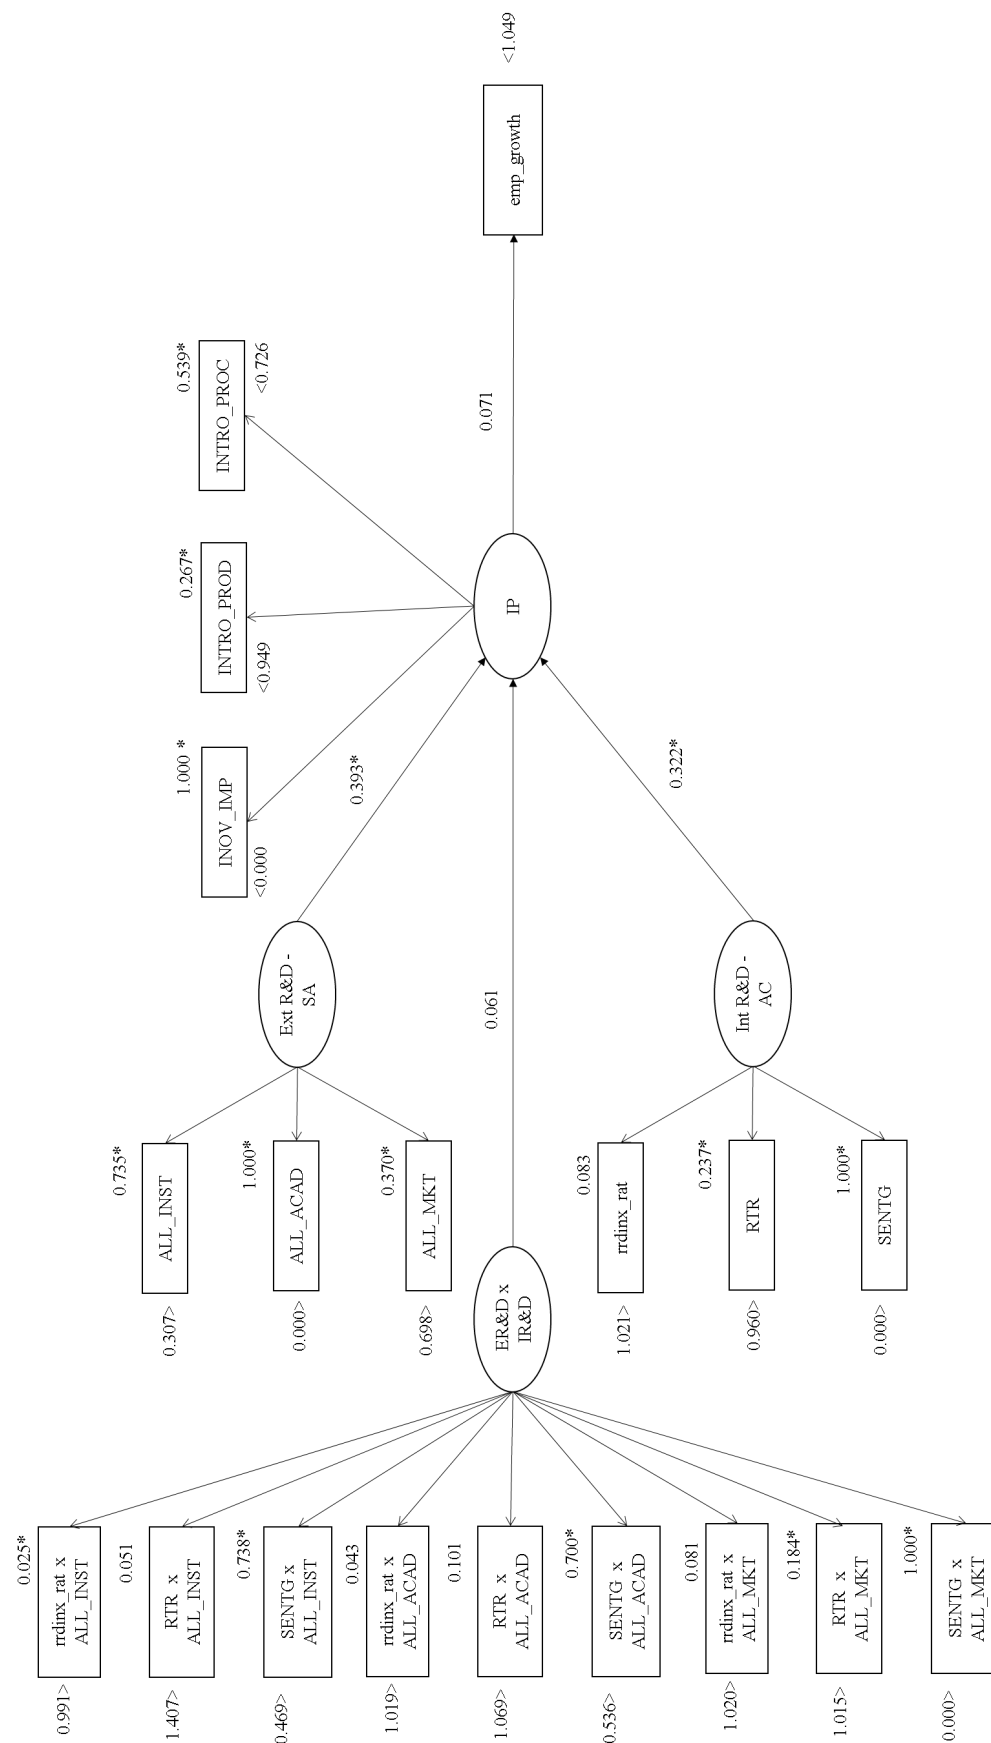 <1.049
emp_growth
0.539*
INTRO_PROC
<0.726
0.071
0.267*
INTRO_PROD
<0.949
IP
1.000 *
INOV_IMP
<0.000
0.393*
0.322*
0.061
Ext R&D -
SA
Int R&D -
AC
0.735*
ALL_INST
0.307>
1.000*
ALL_ACAD
0.000>
0.370*
ALL_MKT
0.698>
0.083
rrdinx_rat
1.021>
0.237*
RTR
0.960>
1.000*
SENTG
0.000>
ER&D x
IR&D
0.025*
rrdinx_rat x
ALL_INST
0.991>
0.051
RTR x
ALL_INST
1.407>
0.738*
SENTG x
ALL_INST
0.469>
0.043
rrdinx_rat x
ALL_ACAD
1.019>
0.101
RTR x
ALL_ACAD
1.069>
0.700*
SENTG x
ALL_ACAD
0.536>
0.081
rrdinx_rat x
ALL_MKT
1.020>
0.184*
RTR x
ALL_MKT
1.015>
1.000*
SENTG x
ALL_MKT
0.000>